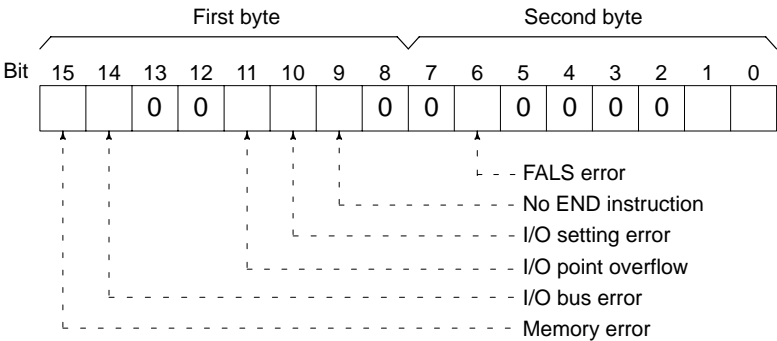 First byte Second byte
Bit 15 14 13 12 11 10 9 8 7 6 5 4 3 2 1 0
0 0 0 0 0 0 0 0
FALS error
No END instruction
I/O setting error
I/O point overflow
I/O bus error
Memory error